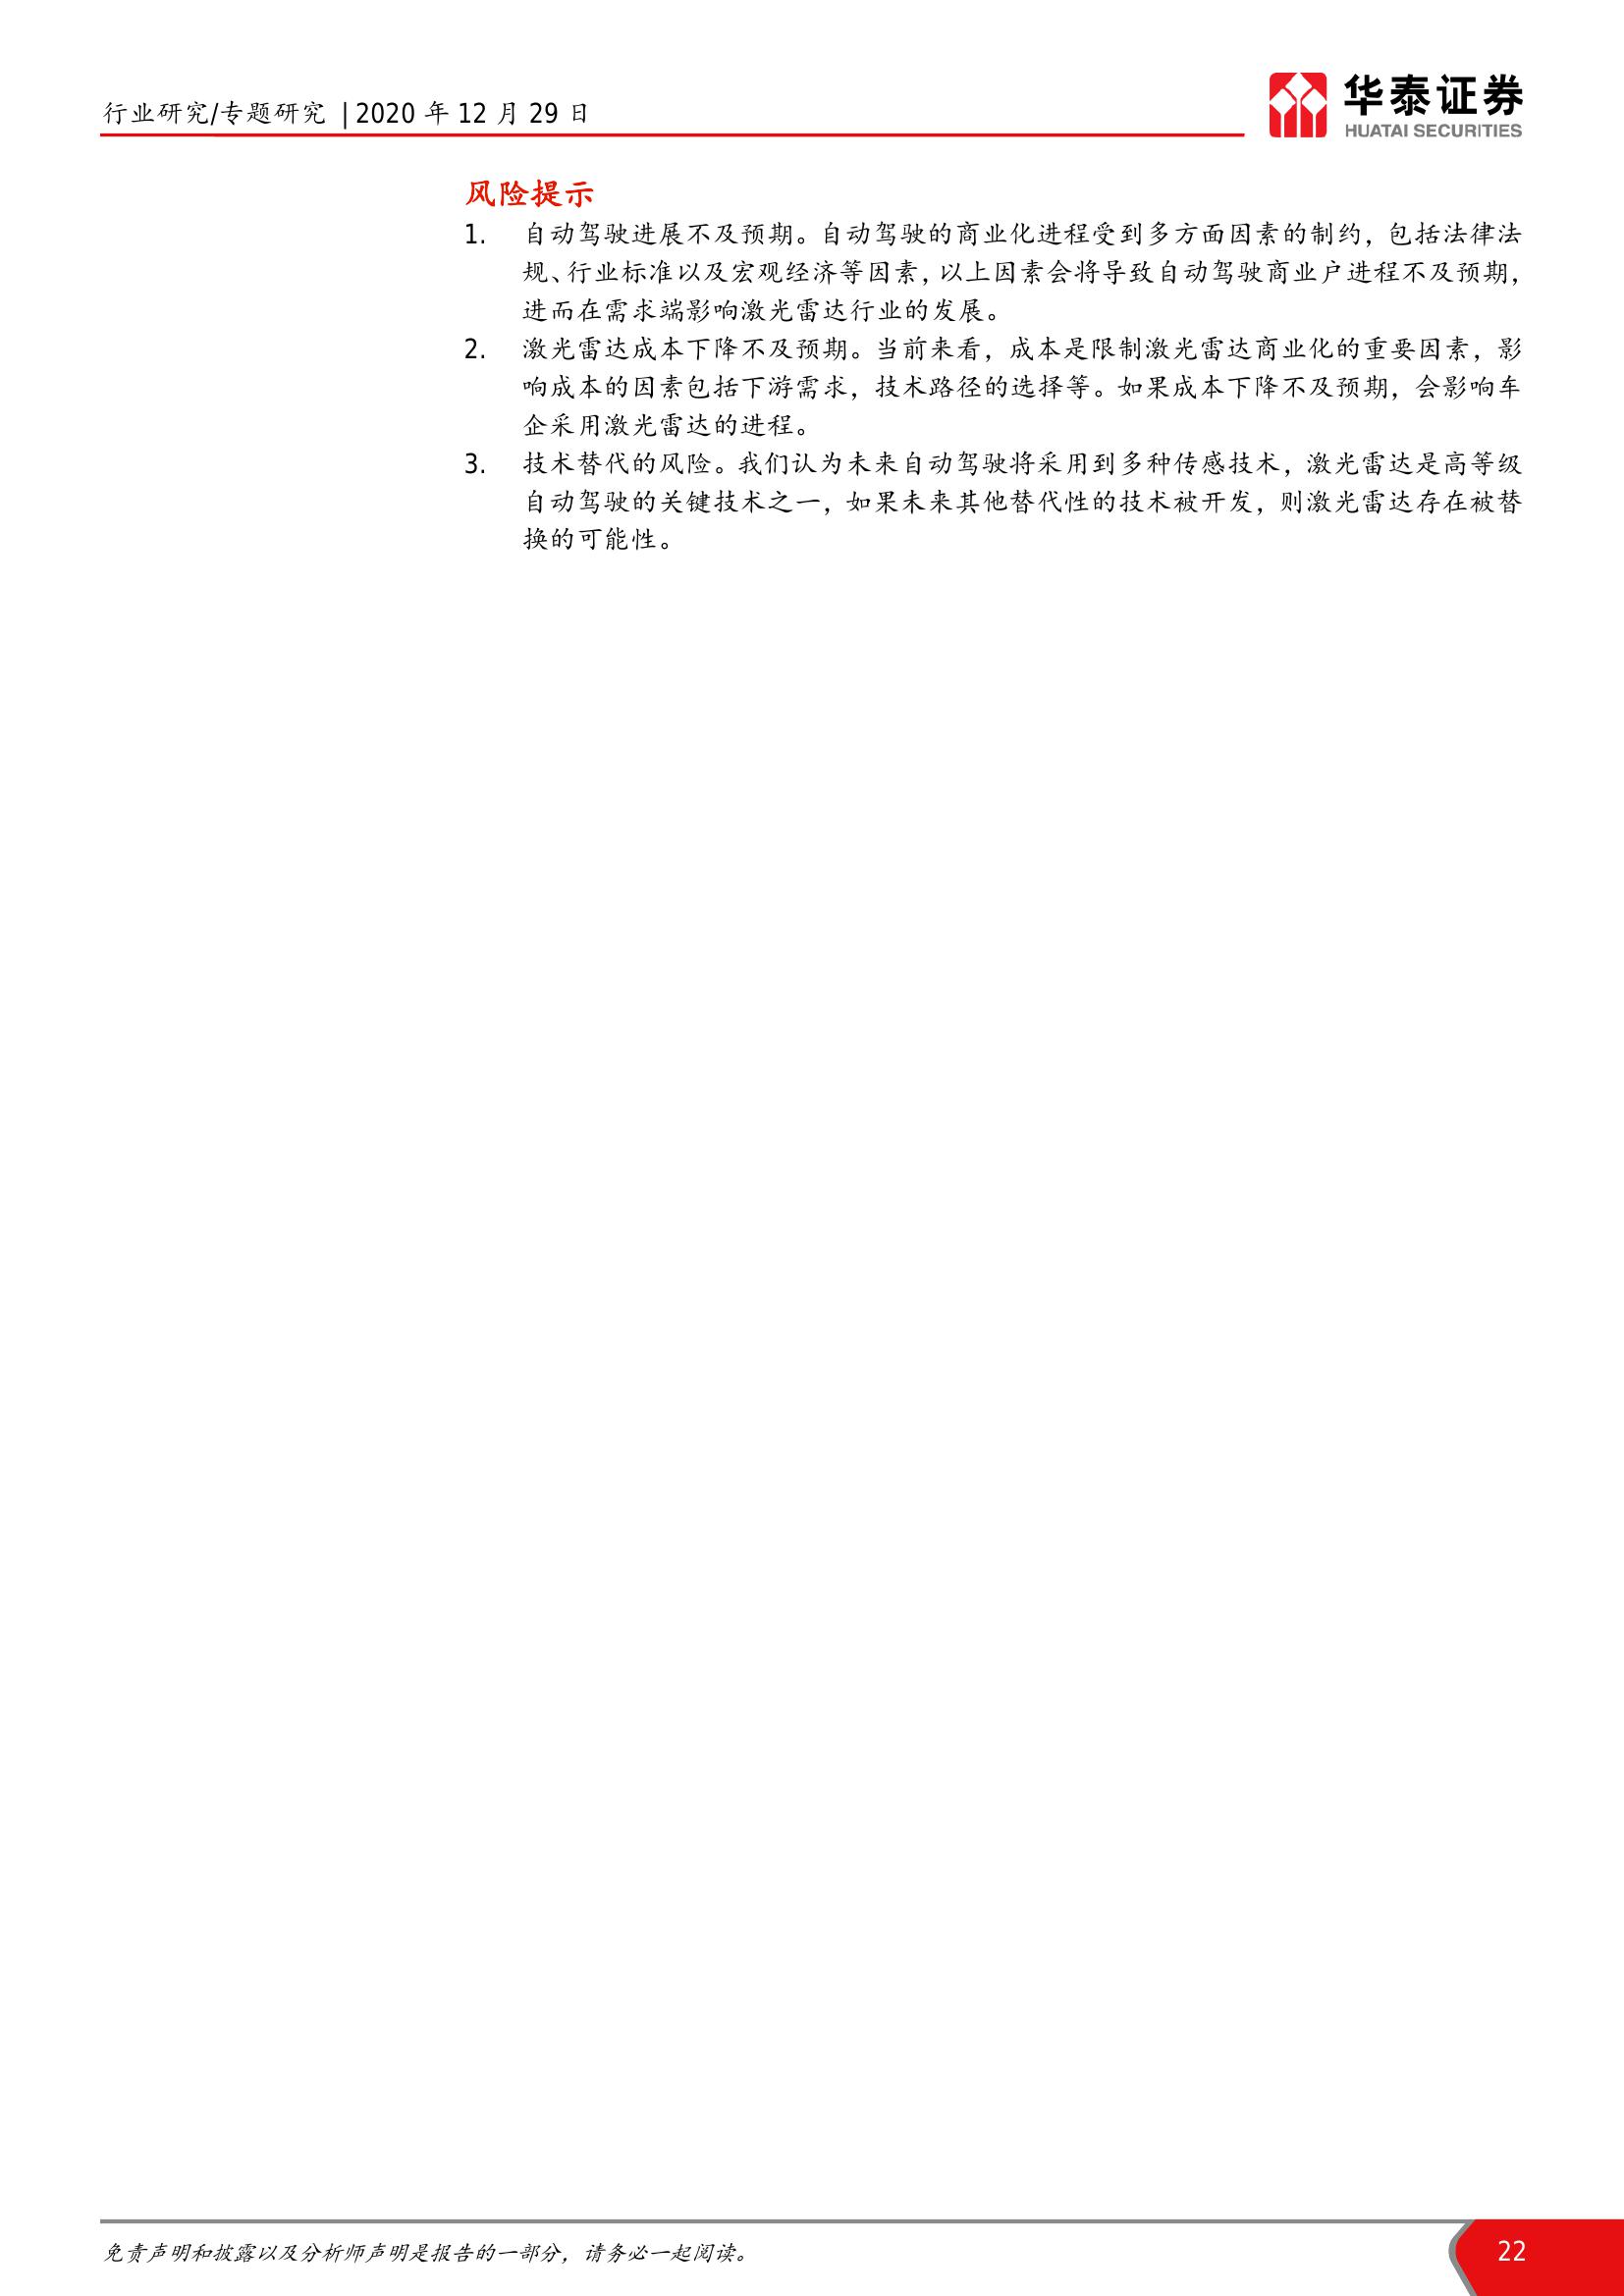 行业研究/专题研究 | 2020 年 12 月 29 日
华泰证券
HUATAI SECURITIES
风险提示
1. 自动驾驶进展不及预期。自动驾驶的商业化进程受到多方面因素的制约，包括法律法
规、行业标准以及宏观经济等因素，以上因素会将导致自动驾驶商业户进程不及预期，
进而在需求端影响激光雷达行业的发展。
2. 激光雷达成本下降不及预期。当前来看，成本是限制激光雷达商业化的重要因素，影
响成本的因素包括下游需求，技术路径的选择等。如果成本下降不及预期，会影响车
企采用激光雷达的进程。
3. 技术替代的风险。我们认为未来自动驾驶将采用到多种传感技术，激光雷达是高等级
自动驾驶的关键技术之一，如果未来其他替代性的技术被开发，则激光雷达存在被替
换的可能性。
免责声明和披露以及分析师声明是报告的一部分，请务必一起阅读。
22